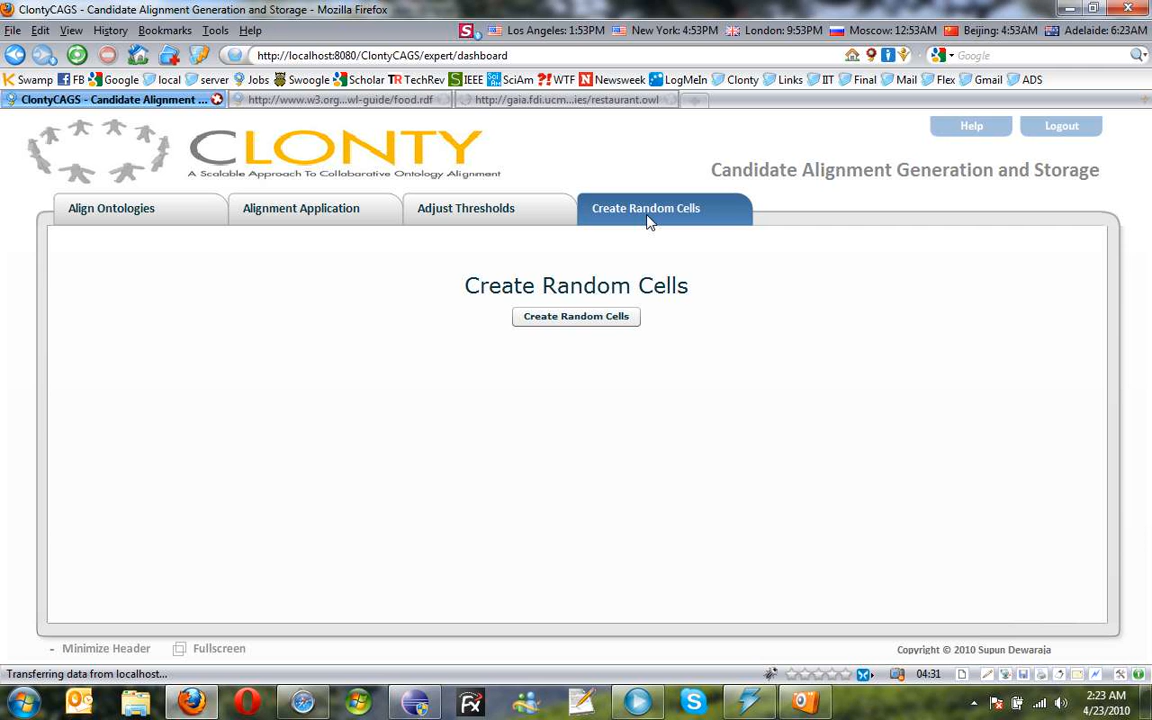 ClontyCAGS - Candidate Alignment Generation and Storage - Mozilla Firefox
File Edit View History Bookmarks Tools Help
Los Angeles: 1:53PM New York: 4:53PM London: 9:53PM Moscow: 12:53AM Beijing: 4:53AM Adelaide: 6:23AM
http://localhost:8080/ClontyCAGS/expert/dashboard Google
Swamp FB Google local server Jobs Swoogle Scholar TR TechRev IEEE SciAm WTF Newsweek LogMeIn Clonty Links IIT Final Mail Flex Gmail ADS
ClontyCAGS - Candidate Alignment ... http://www.w3.org...wl-guide/food.rdf http://gaia.fdi.ucm...ies/restaurant.owl
Help Logout
CLONTY
A Scalable Approach To Collaborative Ontology Alignment
Candidate Alignment Generation and Storage
Align Ontologies Alignment Application Adjust Thresholds Create Random Cells
Create Random Cells
Create Random Cells
- Minimize Header Fullscreen Copyright © 2010 Supun Dewaraja
Transferring data from localhost... 04:31
2:23 AM
4/23/2010